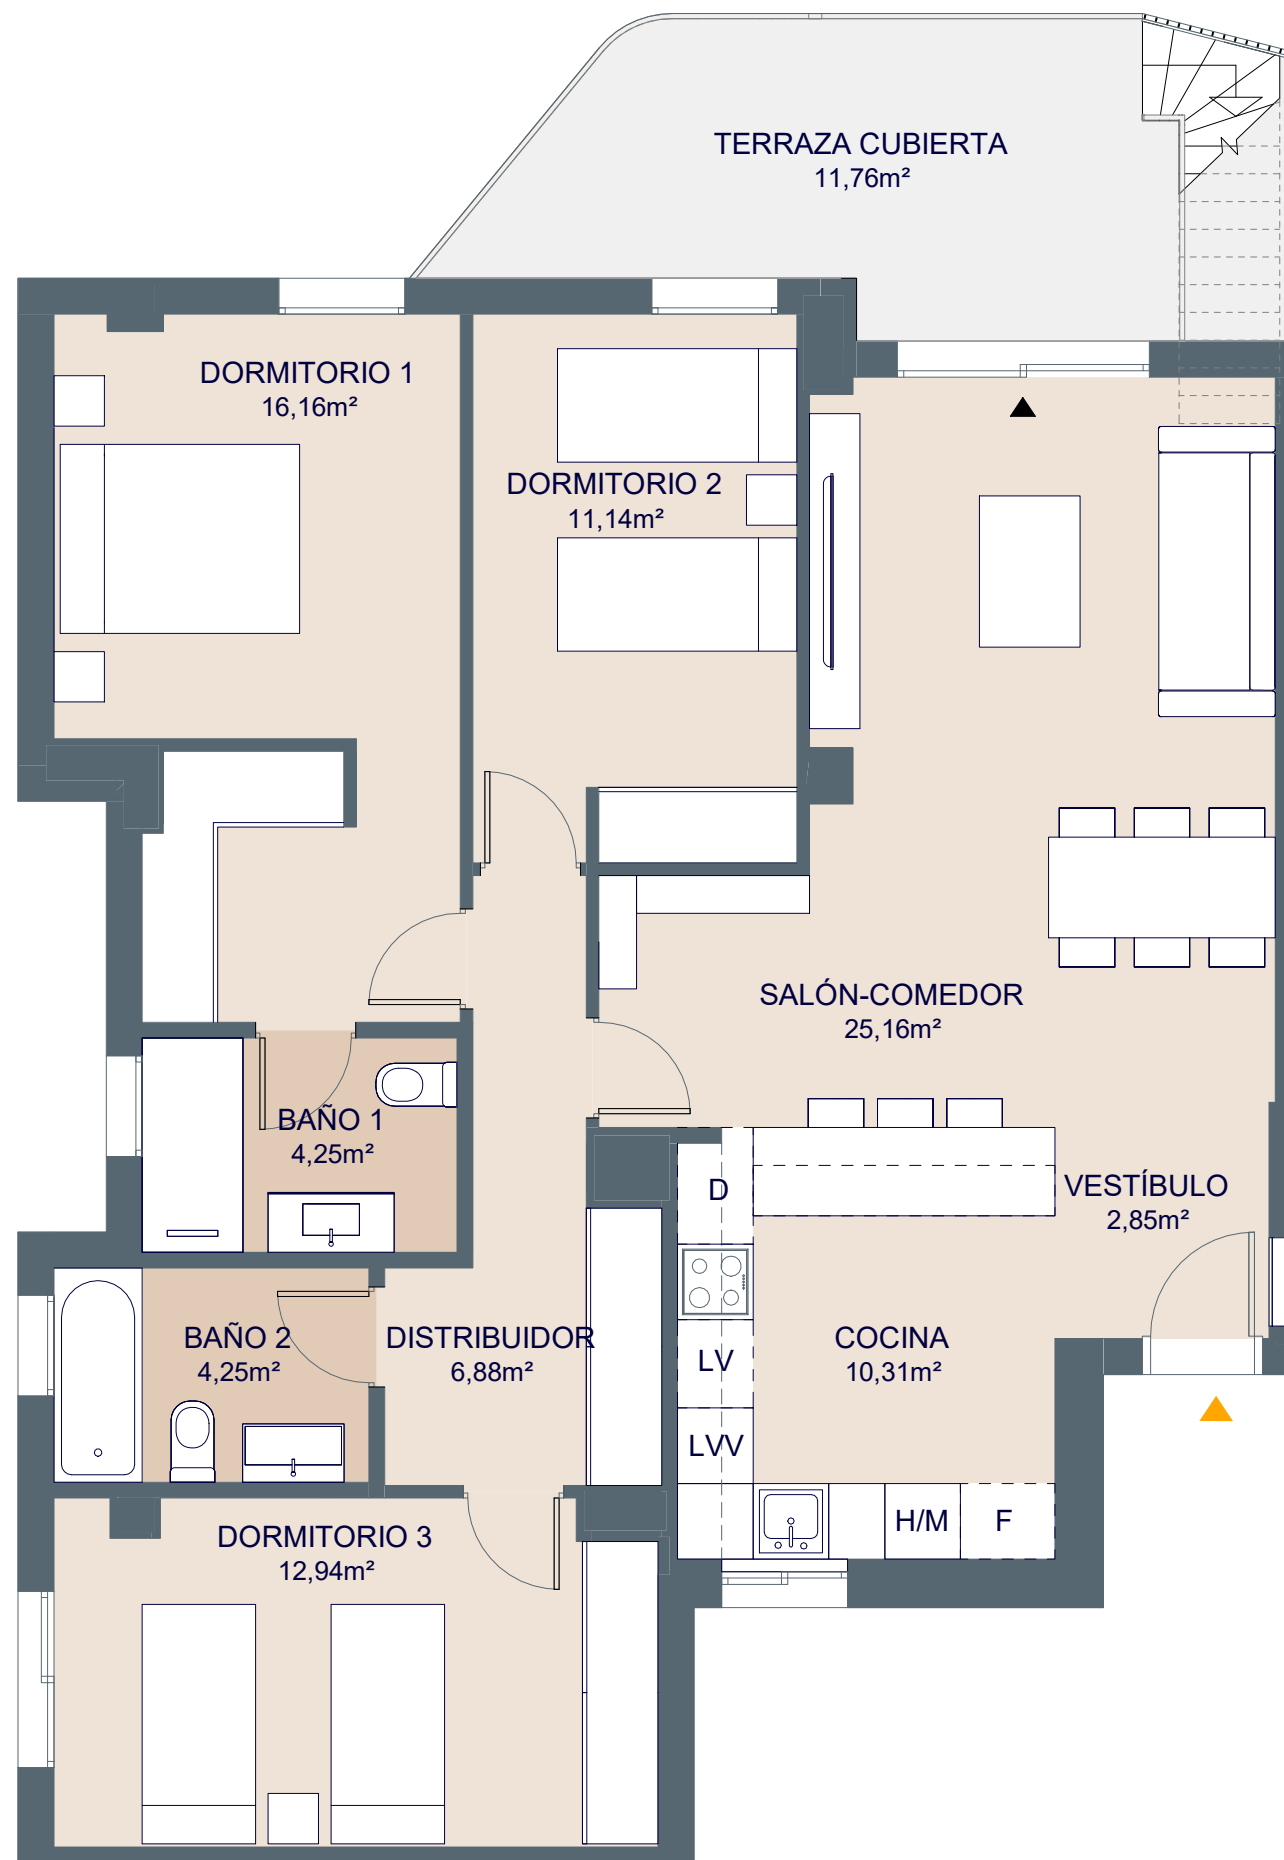 TERRAZA CUBIERTA
11,76m²
DORMITORIO 1
16,16m²
DORMITORIO 2
11,14m²
SALÓN-COMEDOR
25,16m²
BAÑO 1
4,25m²
D
VESTÍBULO
2,85m²
BAÑO 2
4,25m²
DISTRIBUIDOR
6,88m²
LV
COCINA
10,31m²
LVV
H/M
F
DORMITORIO 3
12,94m²